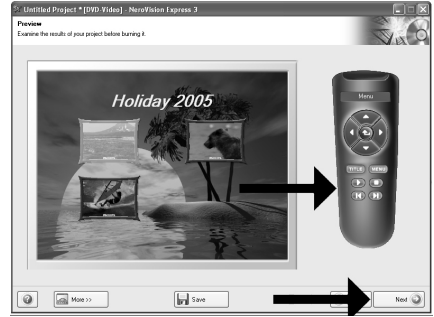 Untitled Project * [DVD-Video] - NeroVision Express 3
Preview
Examine the results of your project before burning it.
Holiday 2005
Menu
TITLE MENU
More >>
Save
Next